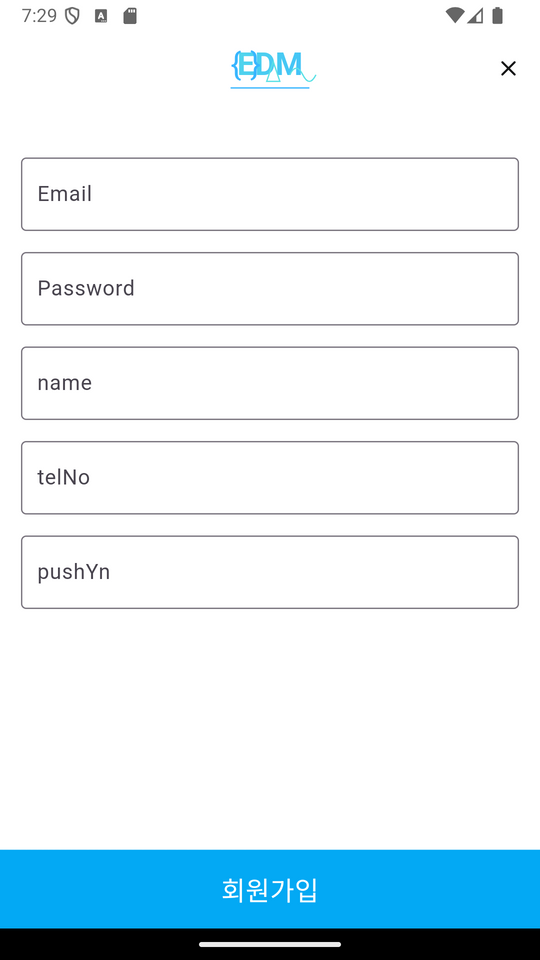 7:29
{EDM}
Email
Password
name
telNo
pushYn
회원가입